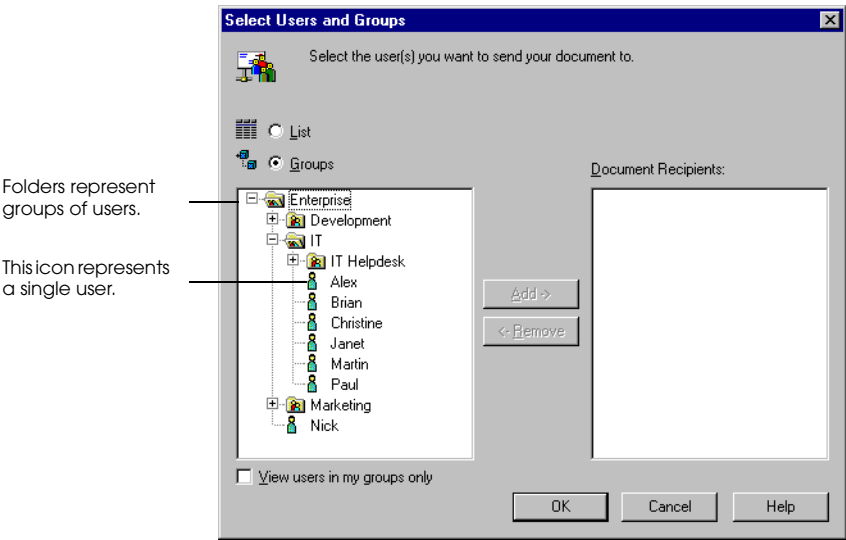 Select Users and Groups
Select the user(s) you want to send your document to.
List
Groups
Document Recipients:
Folders represent
groups of users.
This icon represents
a single user.
Enterprise
Development
IT
IT Helpdesk
Alex
Brian
Christine
Janet
Martin
Paul
Marketing
Nick
Add ->
<- Remove
View users in my groups only
OK
Cancel
Help